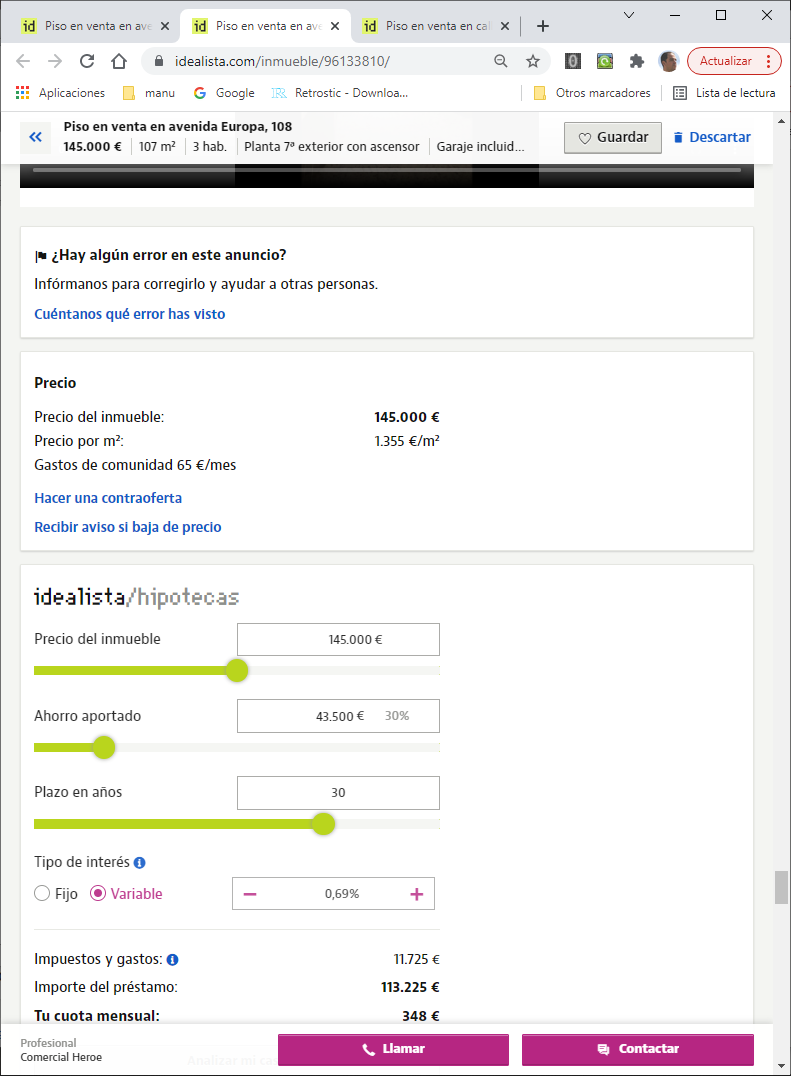 Piso en venta en ave
Piso en venta en ave
Piso en venta en cal
idealista.com/inmueble/96133810/
Actualizar
Aplicaciones
manu
Google
Retrostic - Downloa...
Otros marcadores
Lista de lectura
Piso en venta en avenida Europa, 108
145.000 € 107 m² 3 hab. Planta 7ª exterior con ascensor Garaje incluid...
Guardar
Descartar
¿Hay algún error en este anuncio?
Infórmanos para corregirlo y ayudar a otras personas.
Cuéntanos qué error has visto
Precio
Precio del inmueble: 145.000 €
Precio por m²: 1.355 €/m²
Gastos de comunidad 65 €/mes
Hacer una contraoferta
Recibir aviso si baja de precio
idealista/hipotecas
Precio del inmueble 145.000 €
Ahorro aportado 43.500 € 30%
Plazo en años 30
Tipo de interés
Fijo Variable 0,69%
Impuestos y gastos: 11.725 €
Importe del préstamo: 113.225 €
Tu cuota mensual: 348 €
Profesional
Comercial Heroe
Llamar
Contactar